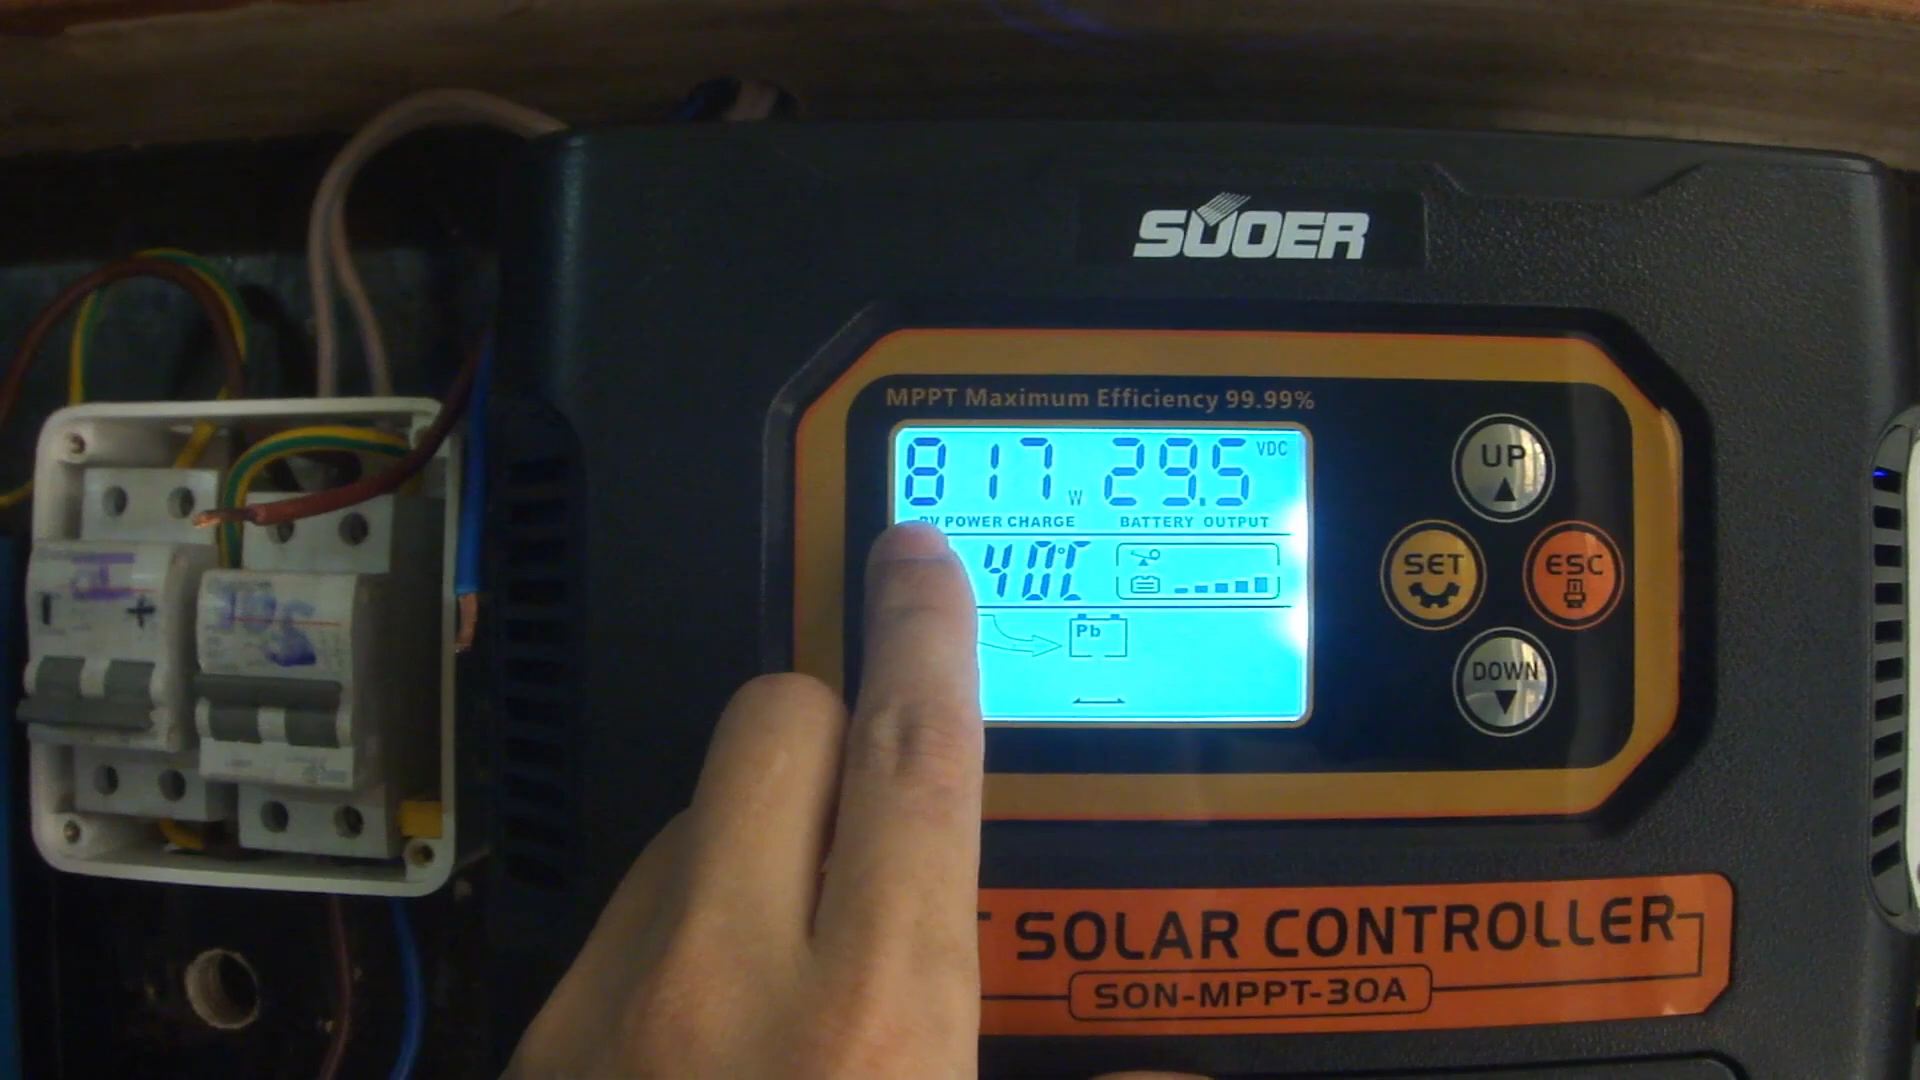 SUOER
MPPT Maximum Efficiency 99.99%
817 W 29.5 VDC
PV POWER CHARGE BATTERY OUTPUT
40°C
Pb
UP
SET
ESC
DOWN
SOLAR CONTROLLER
SON-MPPT-30A
- +